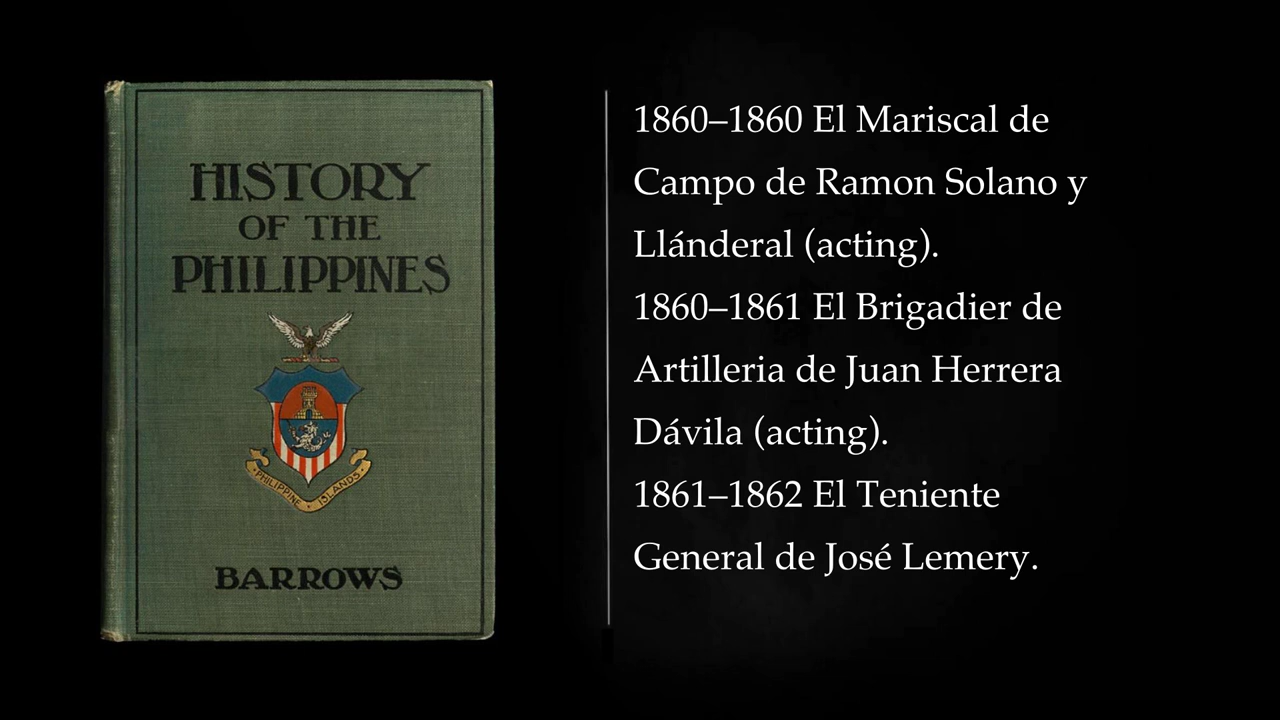 HISTORY
OF THE
PHILIPPINES
PHILIPPINE ISLANDS
BARROWS
1860–1860 El Mariscal de
Campo de Ramon Solano y
Llánderal (acting).
1860–1861 El Brigadier de
Artilleria de Juan Herrera
Dávila (acting).
1861–1862 El Teniente
General de José Lemery.